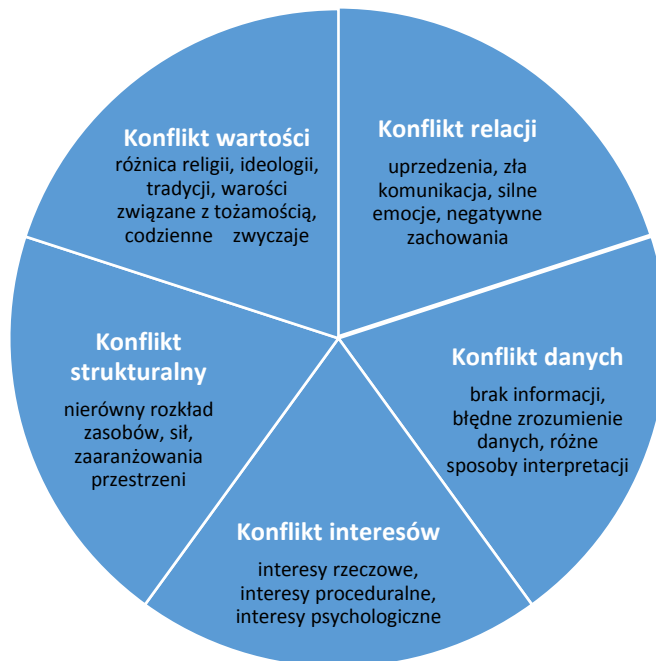 Konflikt wartości
różnica religii, ideologii,
tradycji, warości
związane z tożamością,
codzienne zwyczaje
Konflikt relacji
uprzedzenia, zła
komunikacja, silne
emocje, negatywne
zachowania
Konflikt danych
brak informacji,
błędne zrozumienie
danych, różne
sposoby interpretacji
Konflikt interesów
interesy rzeczowe,
interesy proceduralne,
interesy psychologiczne
Konflikt
strukturalny
nierówny rozkład
zasobów, sił,
zaaranżowania
przestrzeni